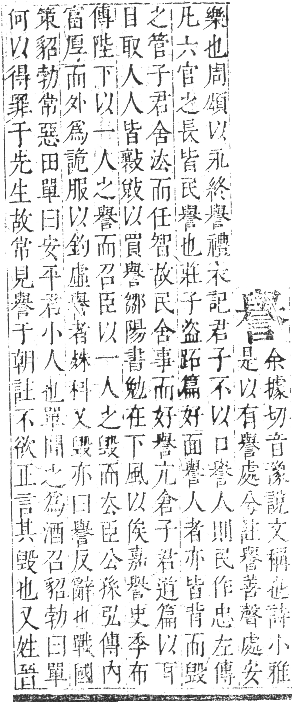 譽
余據切音豫說文稱也詩小雅
是以有譽處兮註譽善聲處安
樂也周頌以永終譽禮表記君子不以口譽人則民作忠左傳
凡六官之長皆民譽也莊子盜跖篇好面譽人者亦皆背而毀
之管子君舍法而任智故民舍事而好譽亢倉子君道篇以耳
目取人人皆以買譽鄒陽書勉在下風以俟嘉譽史季布
傳陛下以一人之譽而召臣以一人之毀而去臣公孫弘傳內
富厚而外為詭服以釣虛譽者殊科又毀亦曰譽反辭也戰國
策貂勃常惡田單曰安平君小人也單聞之為酒召貂勃曰單
何以得罪于先生故常見譽于朝註不欲正言其毀也又姓晉